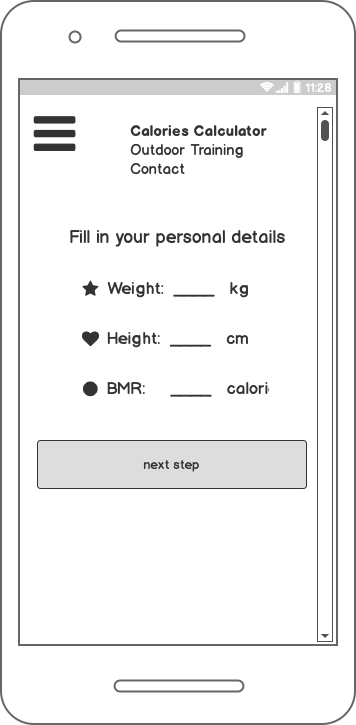 11:28
Calories Calculator
Outdoor Training
Contact
Fill in your personal details
Weight: _____ kg
Height: _____ cm
BMR: _____ calori
next step